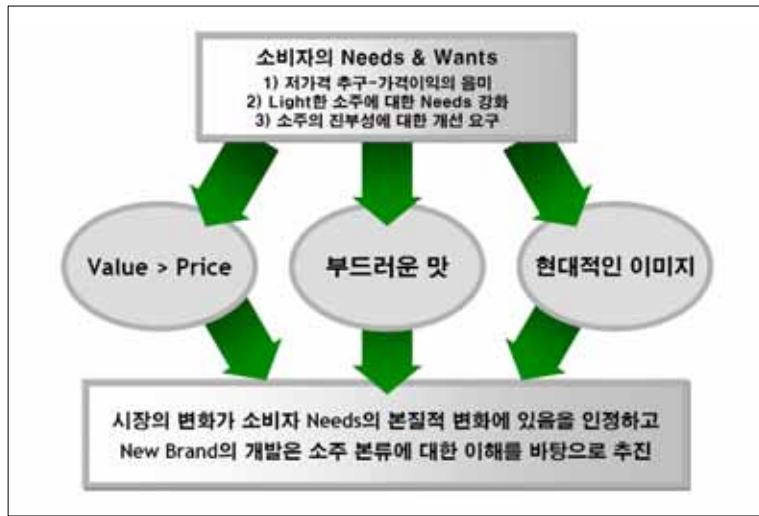 소비자의 Needs & Wants
1) 저가격 추구-가격이익의 음미
2) Light한 소주에 대한 Needs 강화
3) 소주의 진부성에 대한 개선 요구
Value > Price
부드러운 맛
현대적인 이미지
시장의 변화가 소비자 Needs의 본질적 변화에 있음을 인정하고
New Brand의 개발은 소주 본류에 대한 이해를 바탕으로 추진